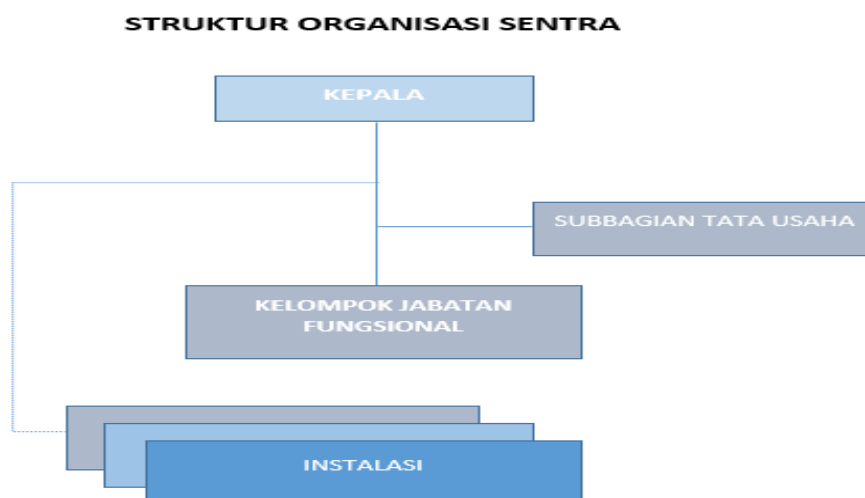 STRUKTUR ORGANISASI SENTRA
KEPALA
SUBBAGIAN TATA USAHA
KELOMPOK JABATAN
FUNGSIONAL
INSTALASI